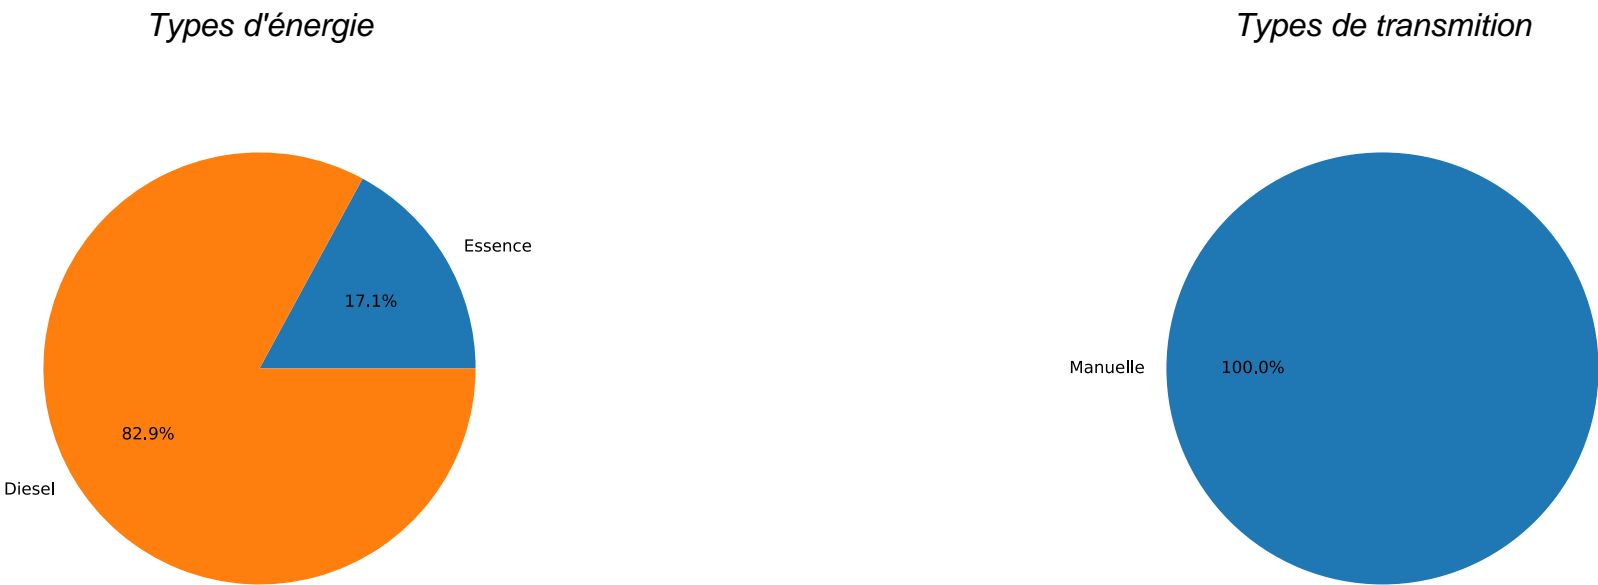 Types d'énergie
Essence
17.1%
82.9%
Diesel
Types de transmition
Manuelle
100.0%